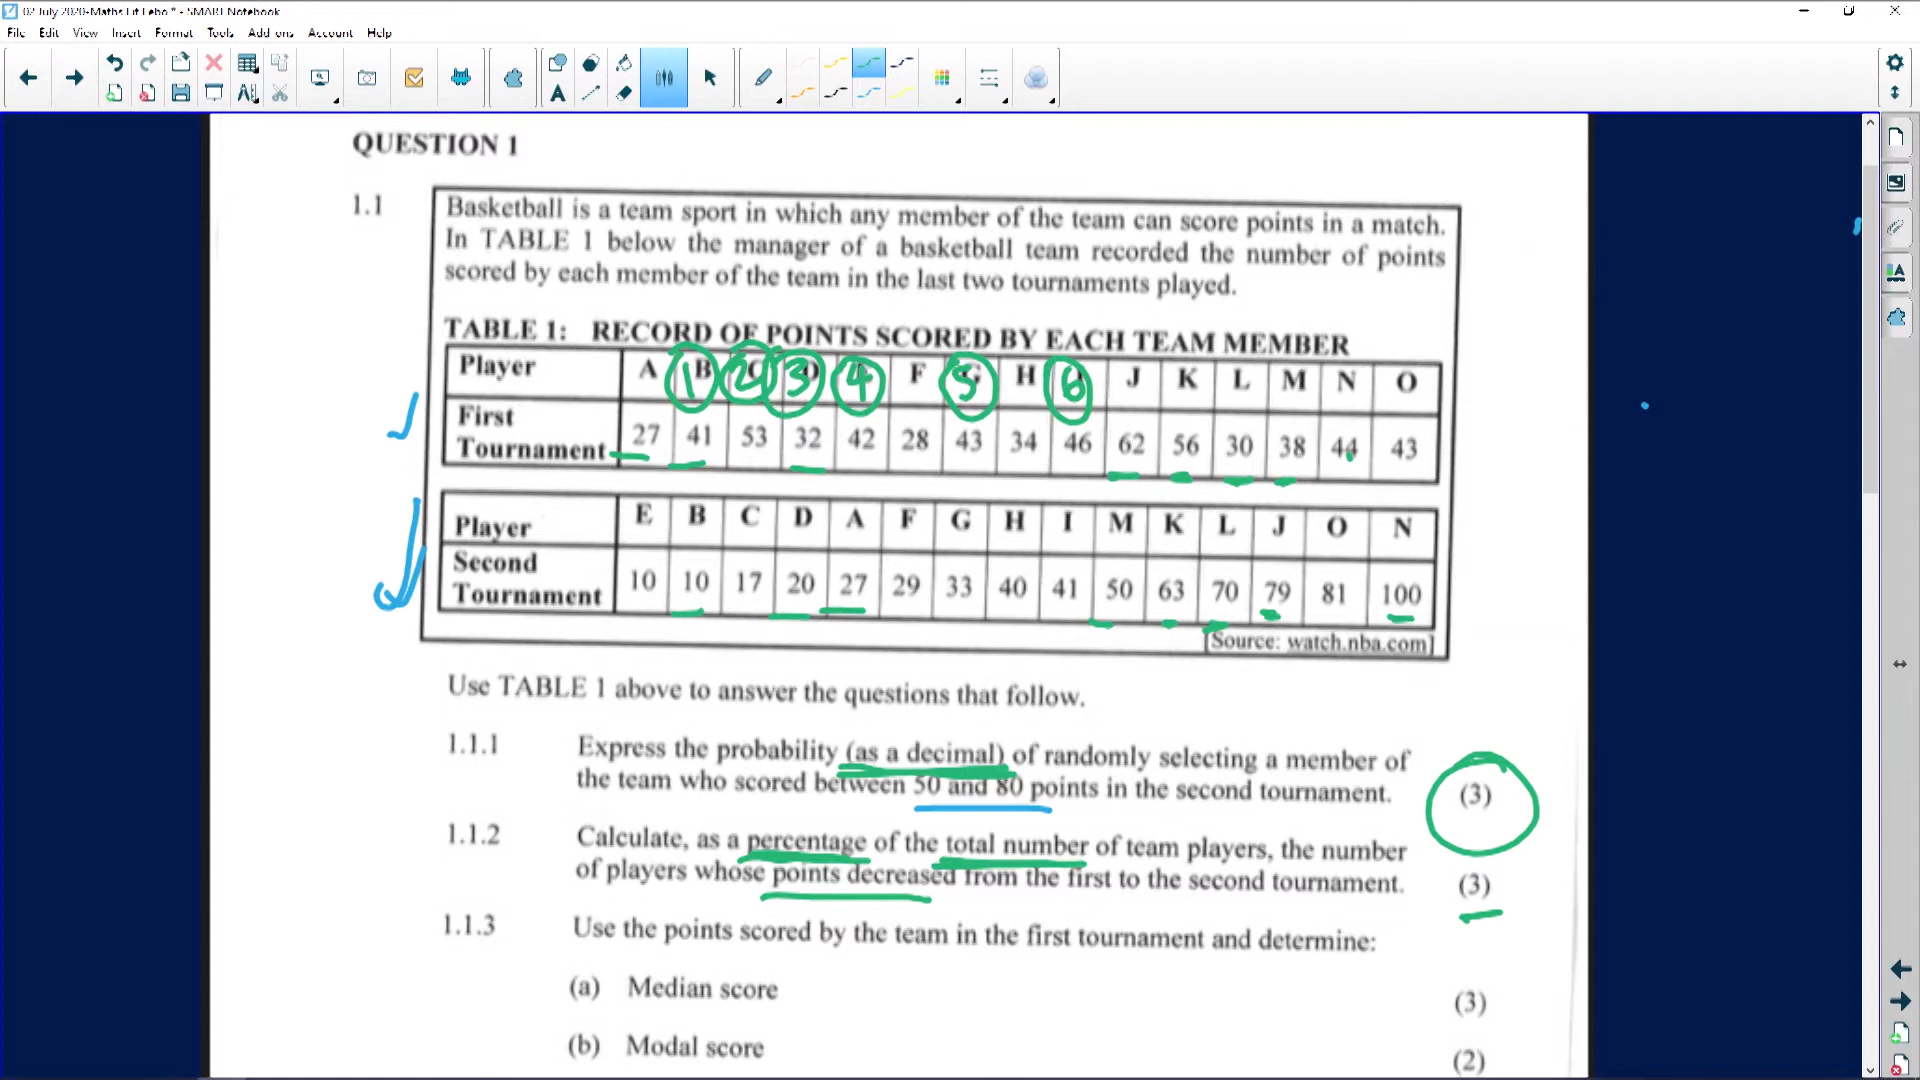 02 July 2020-Maths Lit Lebo * - SMART Notebook
File Edit View Insert Format Tools Add-ons Account Help
QUESTION 1
1.1 Basketball is a team sport in which any member of the team can score points in a match.
In TABLE 1 below the manager of a basketball team recorded the number of points
scored by each member of the team in the last two tournaments played.
TABLE 1: RECORD OF POINTS SCORED BY EACH TEAM MEMBER
Player A B 1 2 3 4 F 5 H 6 J K L M N O
First
Tournament 27 41 53 32 42 28 43 34 46 62 56 30 38 44 43
Player E B C D A F G H I M K L J O N
Second
Tournament 10 10 17 20 27 29 33 40 41 50 63 70 79 81 100
[Source: watch.nba.com]
Use TABLE 1 above to answer the questions that follow.
1.1.1 Express the probability (as a decimal) of randomly selecting a member of
the team who scored between 50 and 80 points in the second tournament. (3)
1.1.2 Calculate, as a percentage of the total number of team players, the number
of players whose points decreased from the first to the second tournament. (3)
1.1.3 Use the points scored by the team in the first tournament and determine:
(a) Median score (3)
(b) Modal score (2)